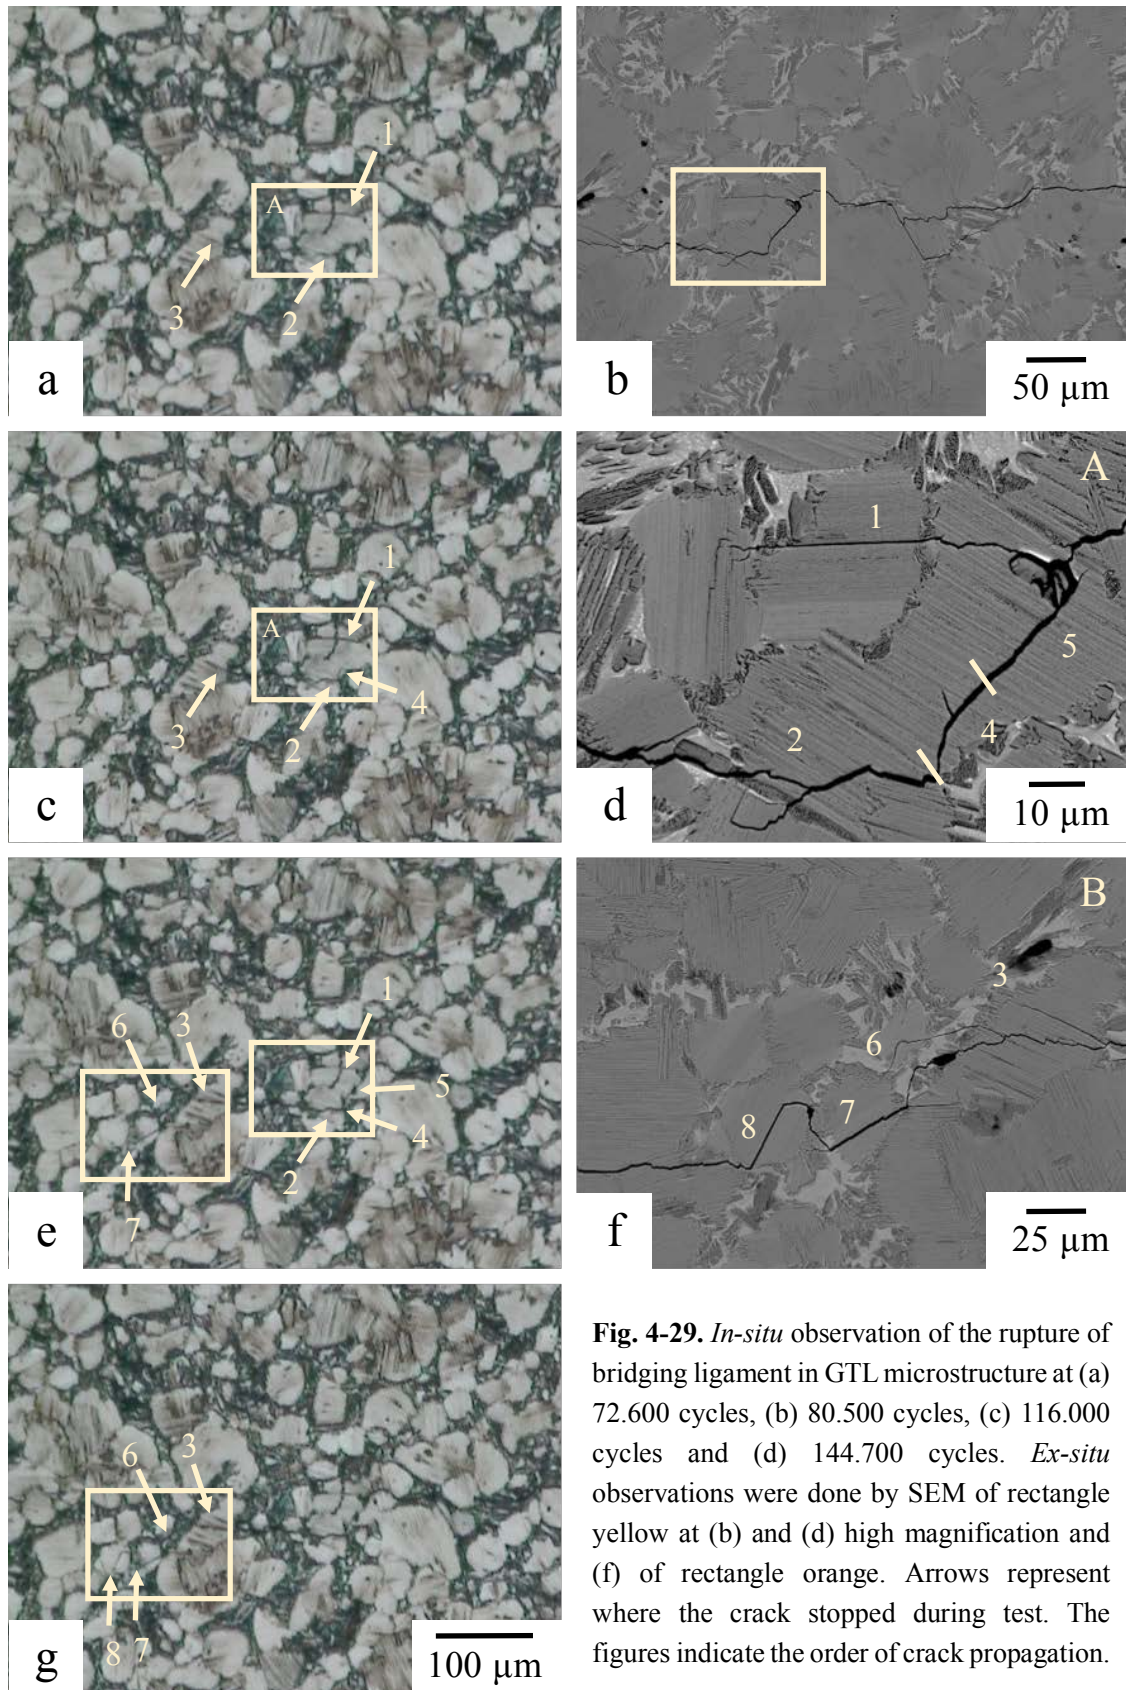 1
A
3
2
a
b
50 µm
1
A
3
2
4
c
A
1
5
2
4
d
10 µm
1
6
3
5
4
2
7
e
B
3
6
7
8
f
25 µm
6
3
8
7
g
100 µm
Fig. 4-29. In-situ observation of the rupture of
bridging ligament in GTL microstructure at (a)
72.600 cycles, (b) 80.500 cycles, (c) 116.000
cycles and (d) 144.700 cycles. Ex-situ
observations were done by SEM of rectangle
yellow at (b) and (d) high magnification and
(f) of rectangle orange. Arrows represent
where the crack stopped during test. The
figures indicate the order of crack propagation.